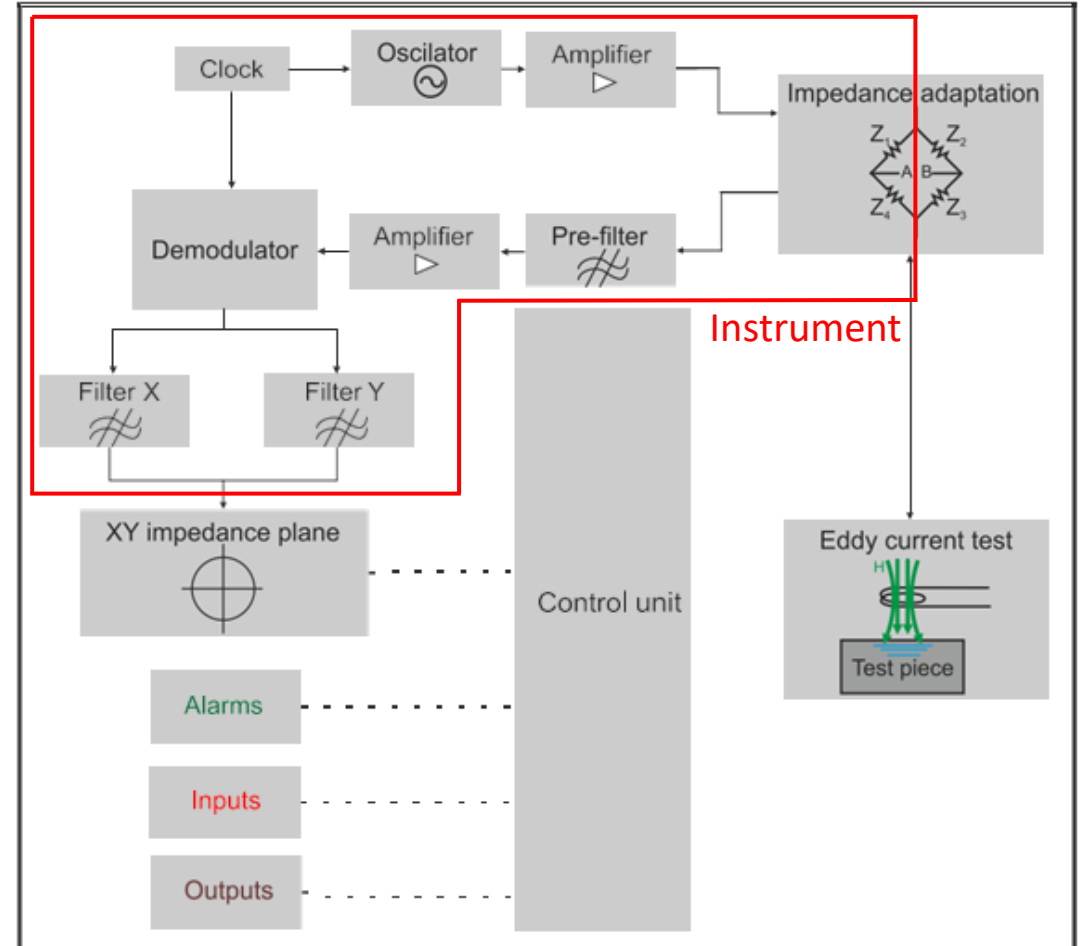 Clock
Oscilator
Amplifier
Impedance adaptation
Z₁ Z₂
A B
Z₄ Z₃
Demodulator
Amplifier
Pre-filter
Instrument
Filter X
Filter Y
XY impedance plane
Control unit
Eddy current test
H
Test piece
Alarms
Inputs
Outputs